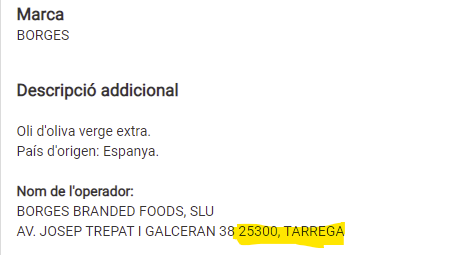 Marca
BORGES
Descripció addicional
Oli d'oliva verge extra.
País d'origen: Espanya.
Nom de l'operador:
BORGES BRANDED FOODS, SLU
AV. JOSEP TREPAT I GALCERAN 38 25300, TARREGA